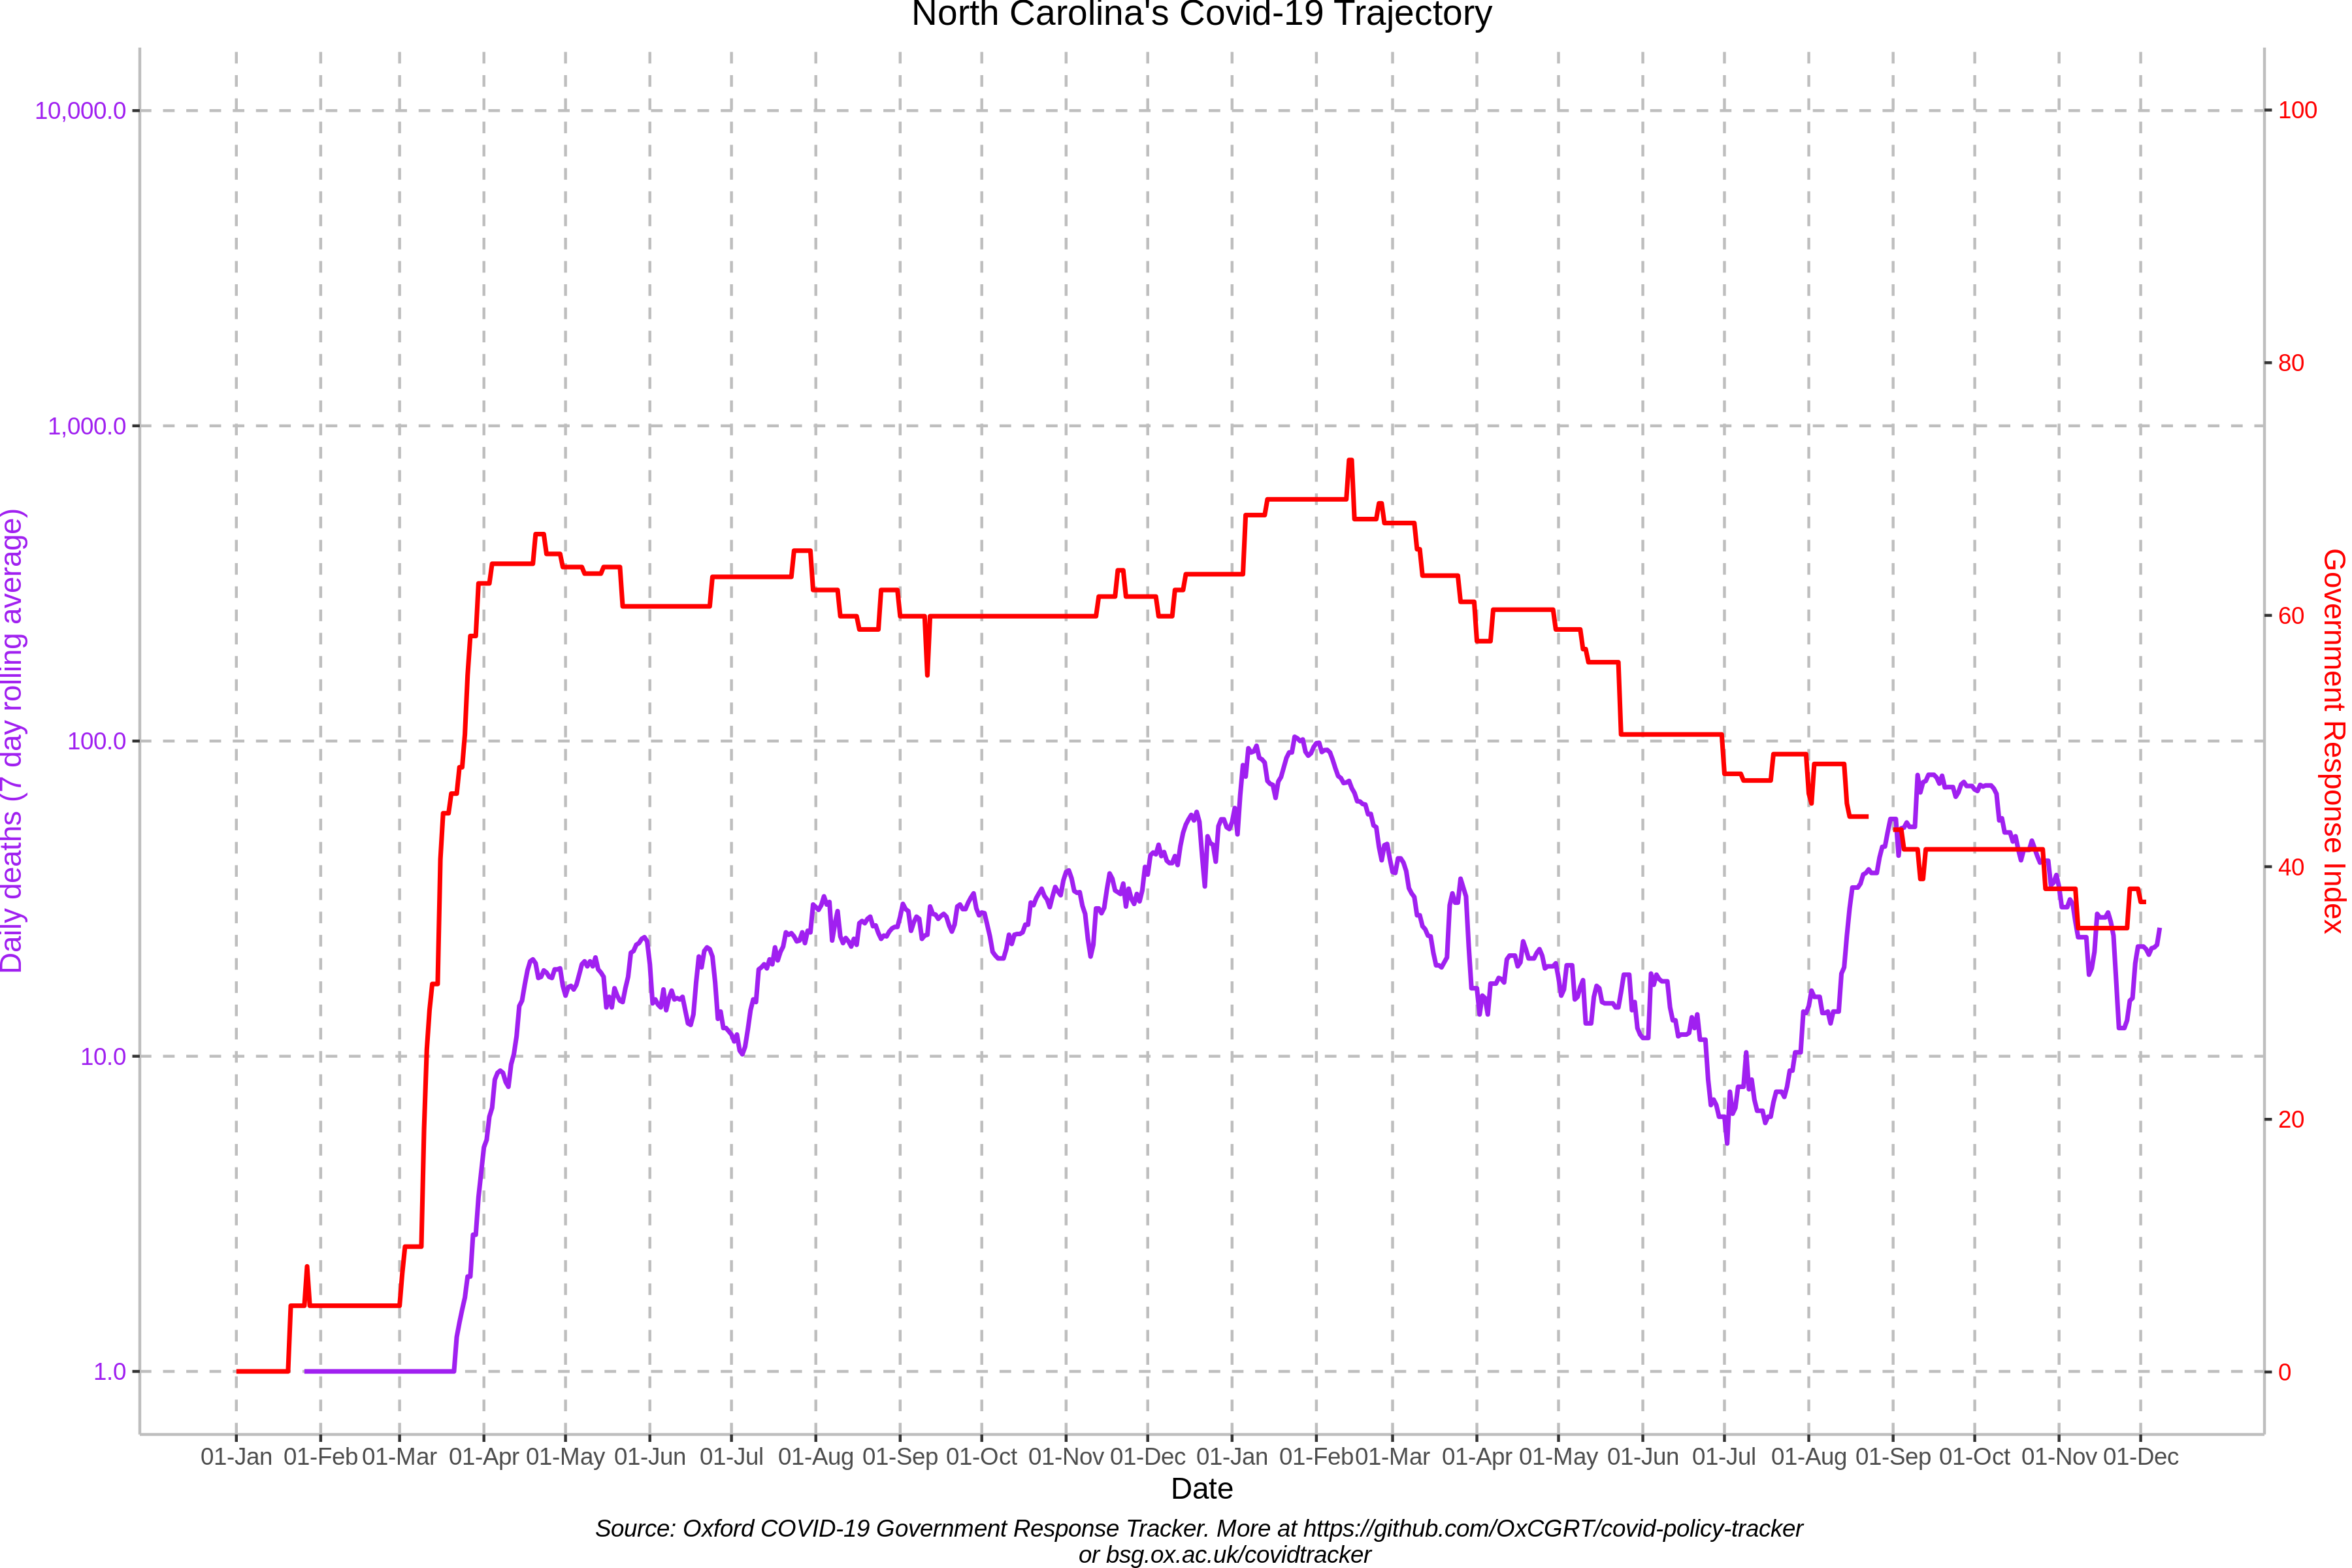 North Carolina's Covid-19 Trajectory
10,000.0
1,000.0
100.0
10.0
1.0
Daily deaths (7 day rolling average)
100
80
60
40
20
0
Government Response Index
01-Jan 01-Feb 01-Mar 01-Apr 01-May 01-Jun 01-Jul 01-Aug 01-Sep 01-Oct 01-Nov 01-Dec 01-Jan 01-Feb 01-Mar 01-Apr 01-May 01-Jun 01-Jul 01-Aug 01-Sep 01-Oct 01-Nov 01-Dec
Date
Source: Oxford COVID-19 Government Response Tracker. More at https://github.com/OxCGRT/covid-policy-tracker
or bsg.ox.ac.uk/covidtracker